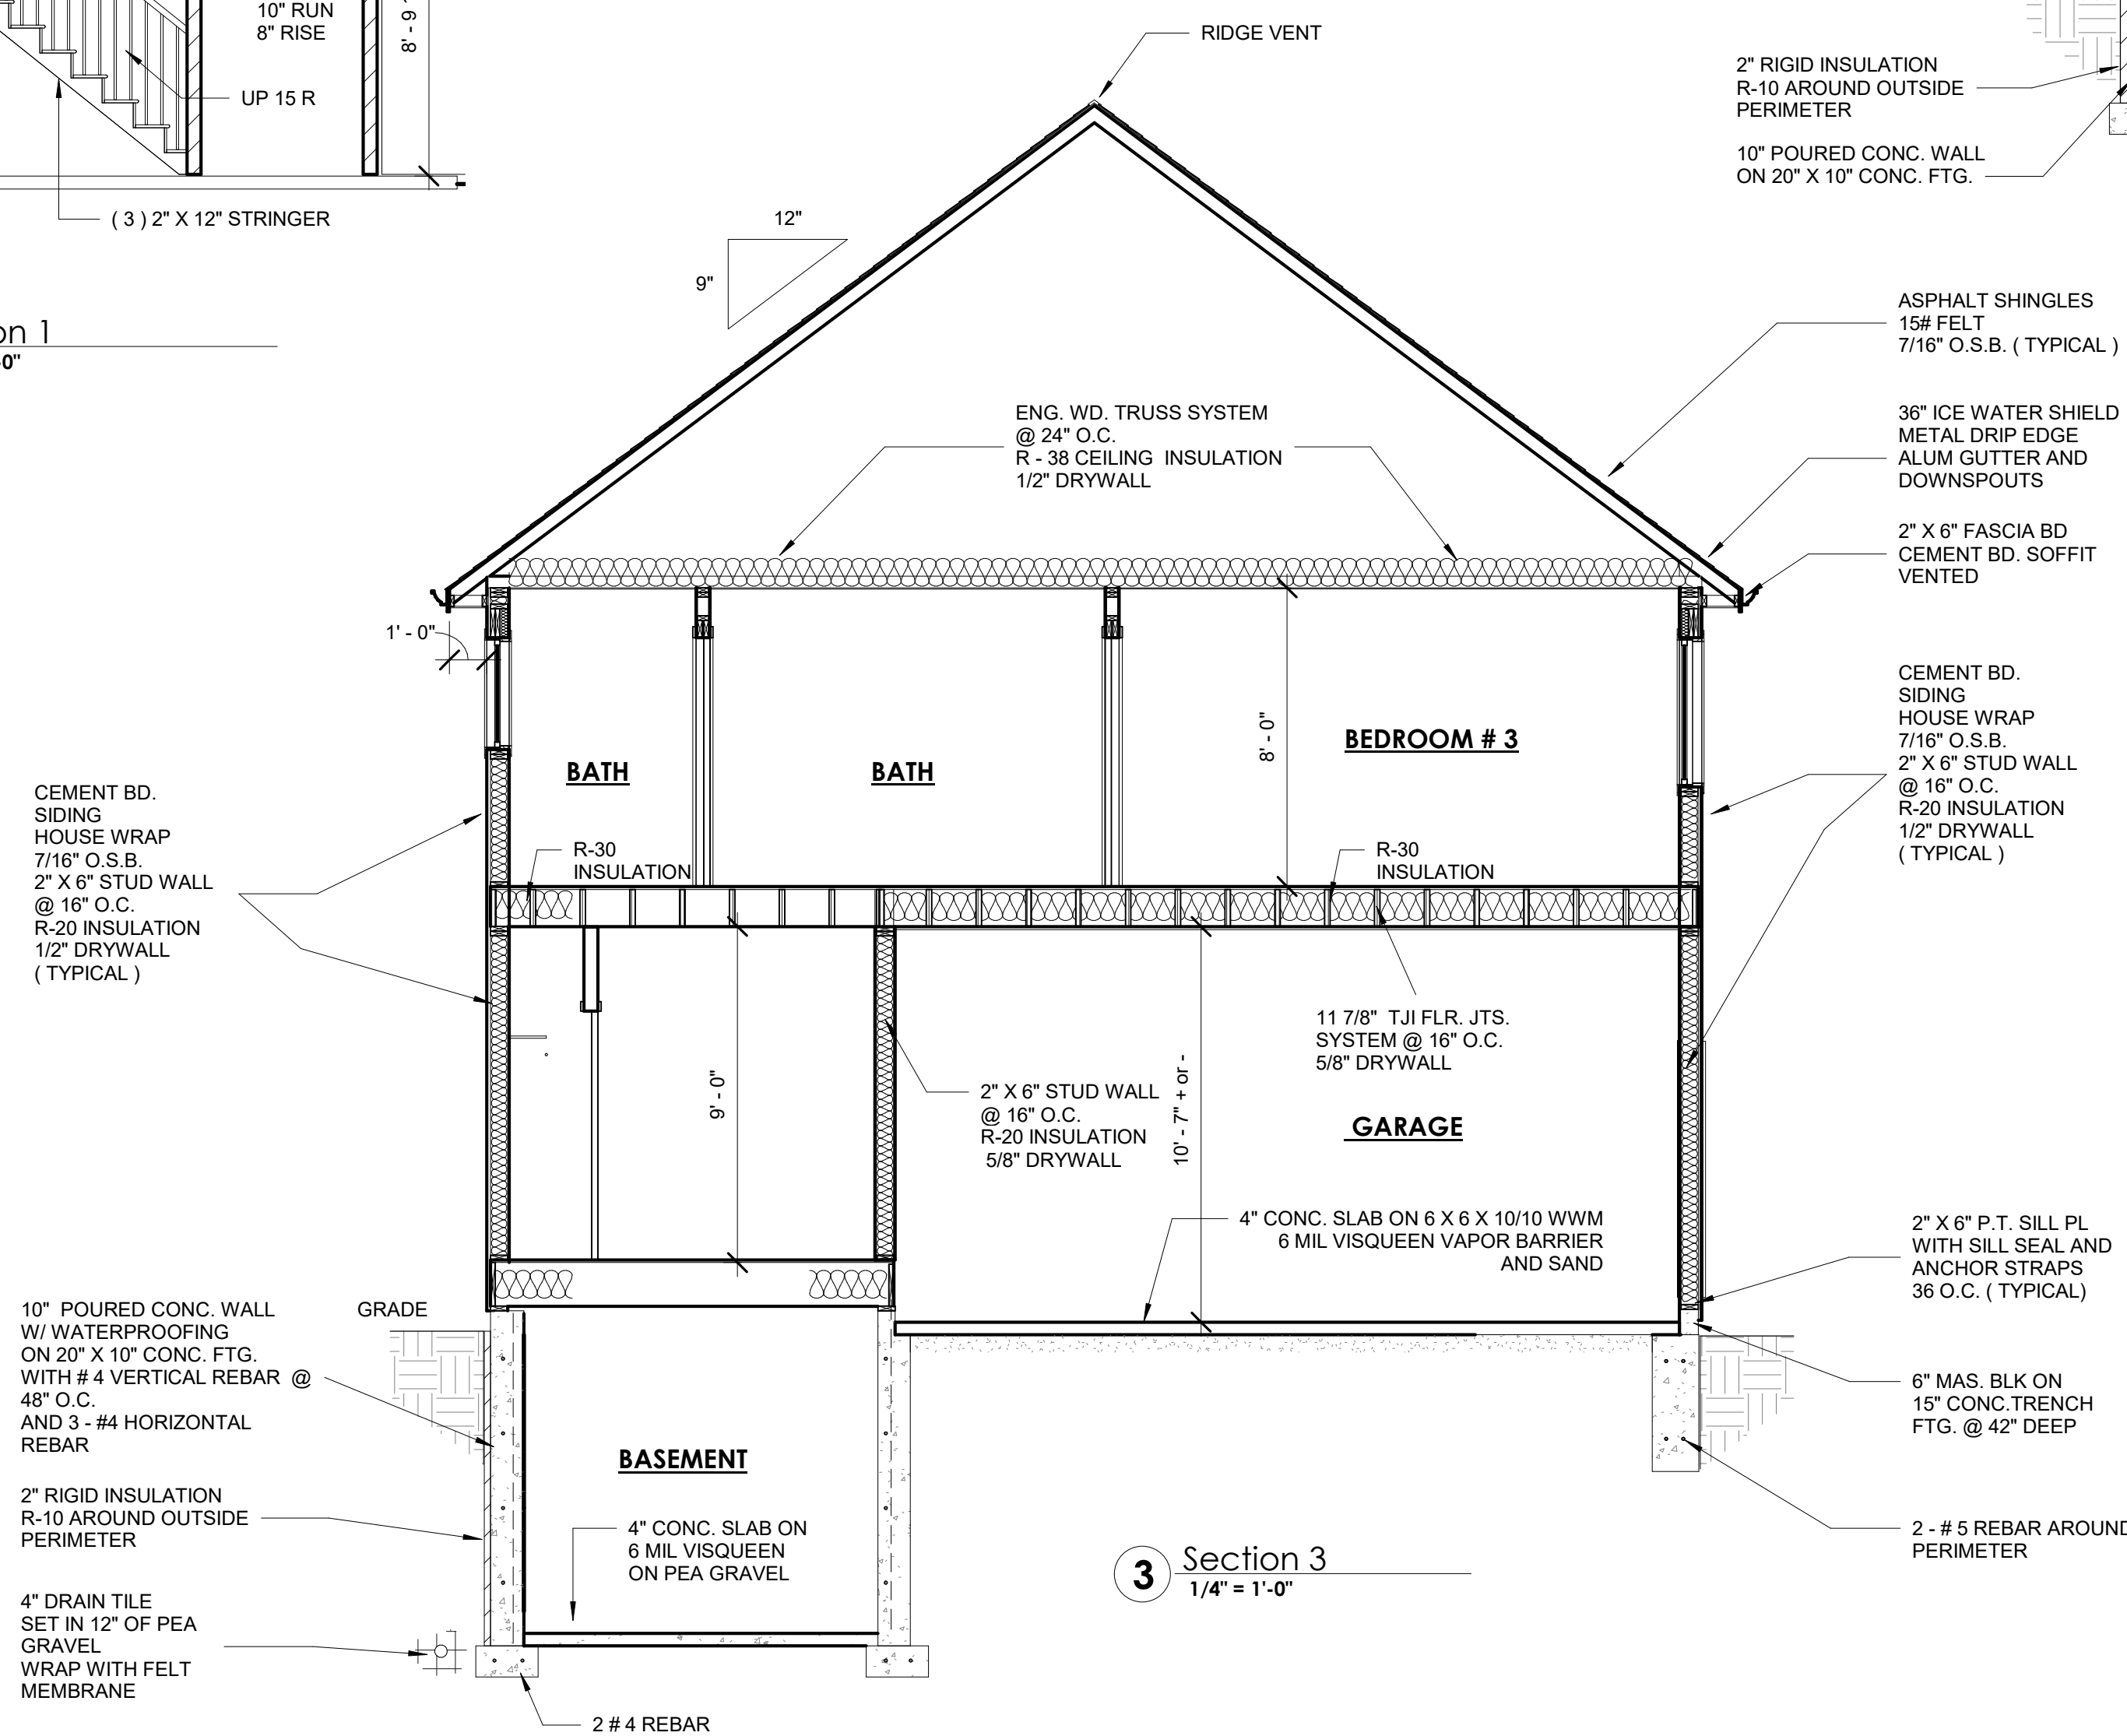 10" RUN
8" RISE
8' - 9
UP 15 R
( 3 ) 2" X 12" STRINGER
on 1
-0"
RIDGE VENT
2" RIGID INSULATION
R-10 AROUND OUTSIDE
PERIMETER
10" POURED CONC. WALL
ON 20" X 10" CONC. FTG.
12"
9"
ASPHALT SHINGLES
15# FELT
7/16" O.S.B. ( TYPICAL )
ENG. WD. TRUSS SYSTEM
@ 24" O.C.
R - 38 CEILING INSULATION
1/2" DRYWALL
36" ICE WATER SHIELD
METAL DRIP EDGE
ALUM GUTTER AND
DOWNSPOUTS
2" X 6" FASCIA BD
CEMENT BD. SOFFIT
VENTED
1' - 0"
BATH
BATH
8' - 0"
BEDROOM # 3
CEMENT BD.
SIDING
HOUSE WRAP
7/16" O.S.B.
2" X 6" STUD WALL
@ 16" O.C.
R-20 INSULATION
1/2" DRYWALL
( TYPICAL )
CEMENT BD.
SIDING
HOUSE WRAP
7/16" O.S.B.
2" X 6" STUD WALL
@ 16" O.C.
R-20 INSULATION
1/2" DRYWALL
( TYPICAL )
R-30
INSULATION
R-30
INSULATION
9' - 0"
2" X 6" STUD WALL
@ 16" O.C.
R-20 INSULATION
5/8" DRYWALL
10' - 7" + or -
11 7/8" TJI FLR. JTS.
SYSTEM @ 16" O.C.
5/8" DRYWALL
GARAGE
4" CONC. SLAB ON 6 X 6 X 10/10 WWM
6 MIL VISQUEEN VAPOR BARRIER
AND SAND
2" X 6" P.T. SILL PL
WITH SILL SEAL AND
ANCHOR STRAPS
36 O.C. ( TYPICAL)
10" POURED CONC. WALL
W/ WATERPROOFING
ON 20" X 10" CONC. FTG.
WITH # 4 VERTICAL REBAR @
48" O.C.
AND 3 - #4 HORIZONTAL
REBAR
GRADE
6" MAS. BLK ON
15" CONC.TRENCH
FTG. @ 42" DEEP
BASEMENT
2" RIGID INSULATION
R-10 AROUND OUTSIDE
PERIMETER
4" CONC. SLAB ON
6 MIL VISQUEEN
ON PEA GRAVEL
2 - # 5 REBAR AROUND
PERIMETER
3
Section 3
1/4" = 1'-0"
4" DRAIN TILE
SET IN 12" OF PEA
GRAVEL
WRAP WITH FELT
MEMBRANE
2 # 4 REBAR